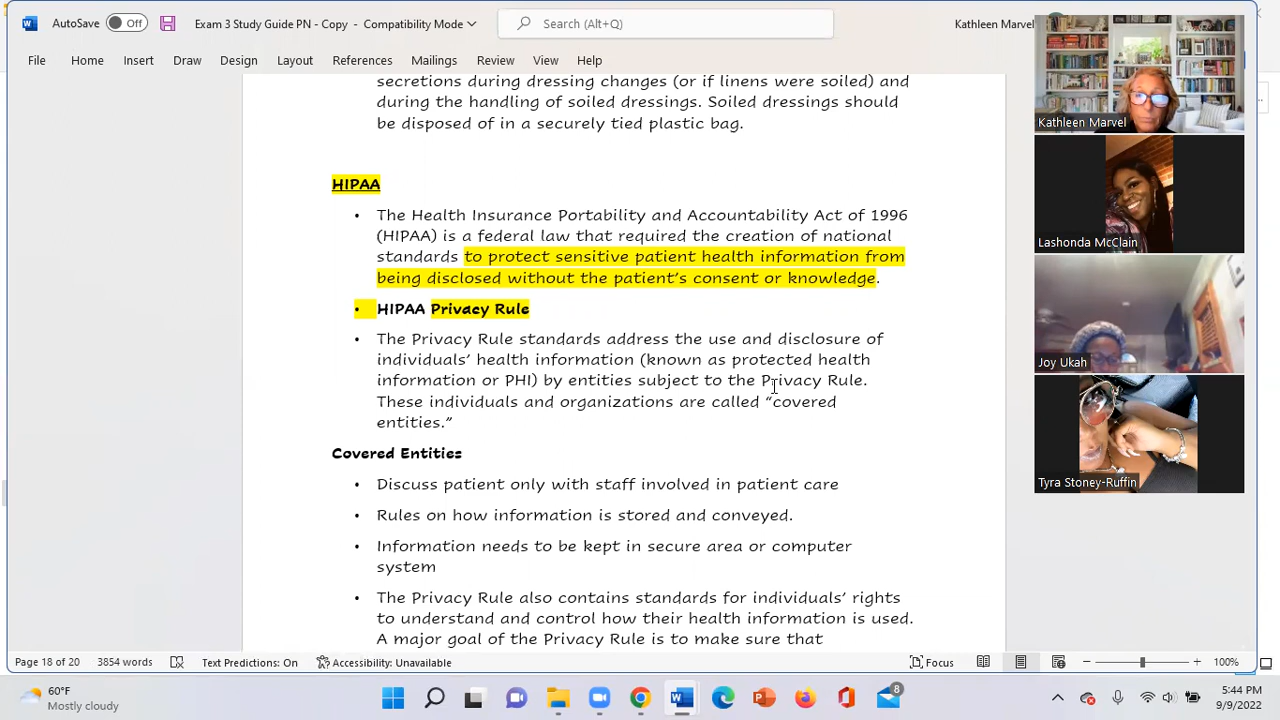 AutoSave Off Exam 3 Study Guide PN - Copy - Compatibility Mode Search (Alt+Q) Kathleen Marvel
File Home Insert Draw Design Layout References Mailings Review View Help
secretions during dressing changes (or if linens were soiled) and
during the handling of soiled dressings. Soiled dressings should
be disposed of in a securely tied plastic bag.
HIPAA
• The Health Insurance Portability and Accountability Act of 1996
(HIPAA) is a federal law that required the creation of national
standards to protect sensitive patient health information from
being disclosed without the patient's consent or knowledge.
• HIPAA Privacy Rule
• The Privacy Rule standards address the use and disclosure of
individuals' health information (known as protected health
information or PHI) by entities subject to the Privacy Rule.
These individuals and organizations are called "covered
entities."
Covered Entities
• Discuss patient only with staff involved in patient care
• Rules on how information is stored and conveyed.
• Information needs to be kept in secure area or computer
system
• The Privacy Rule also contains standards for individuals' rights
to understand and control how their health information is used.
A major goal of the Privacy Rule is to make sure that
Kathleen Marvel
Lashonda McClain
Joy Ukah
Tyra Stoney-Ruffin
Page 18 of 20 3854 words Text Predictions: On Accessibility: Unavailable Focus 100%
60°F
Mostly cloudy
8
5:44 PM
9/9/2022